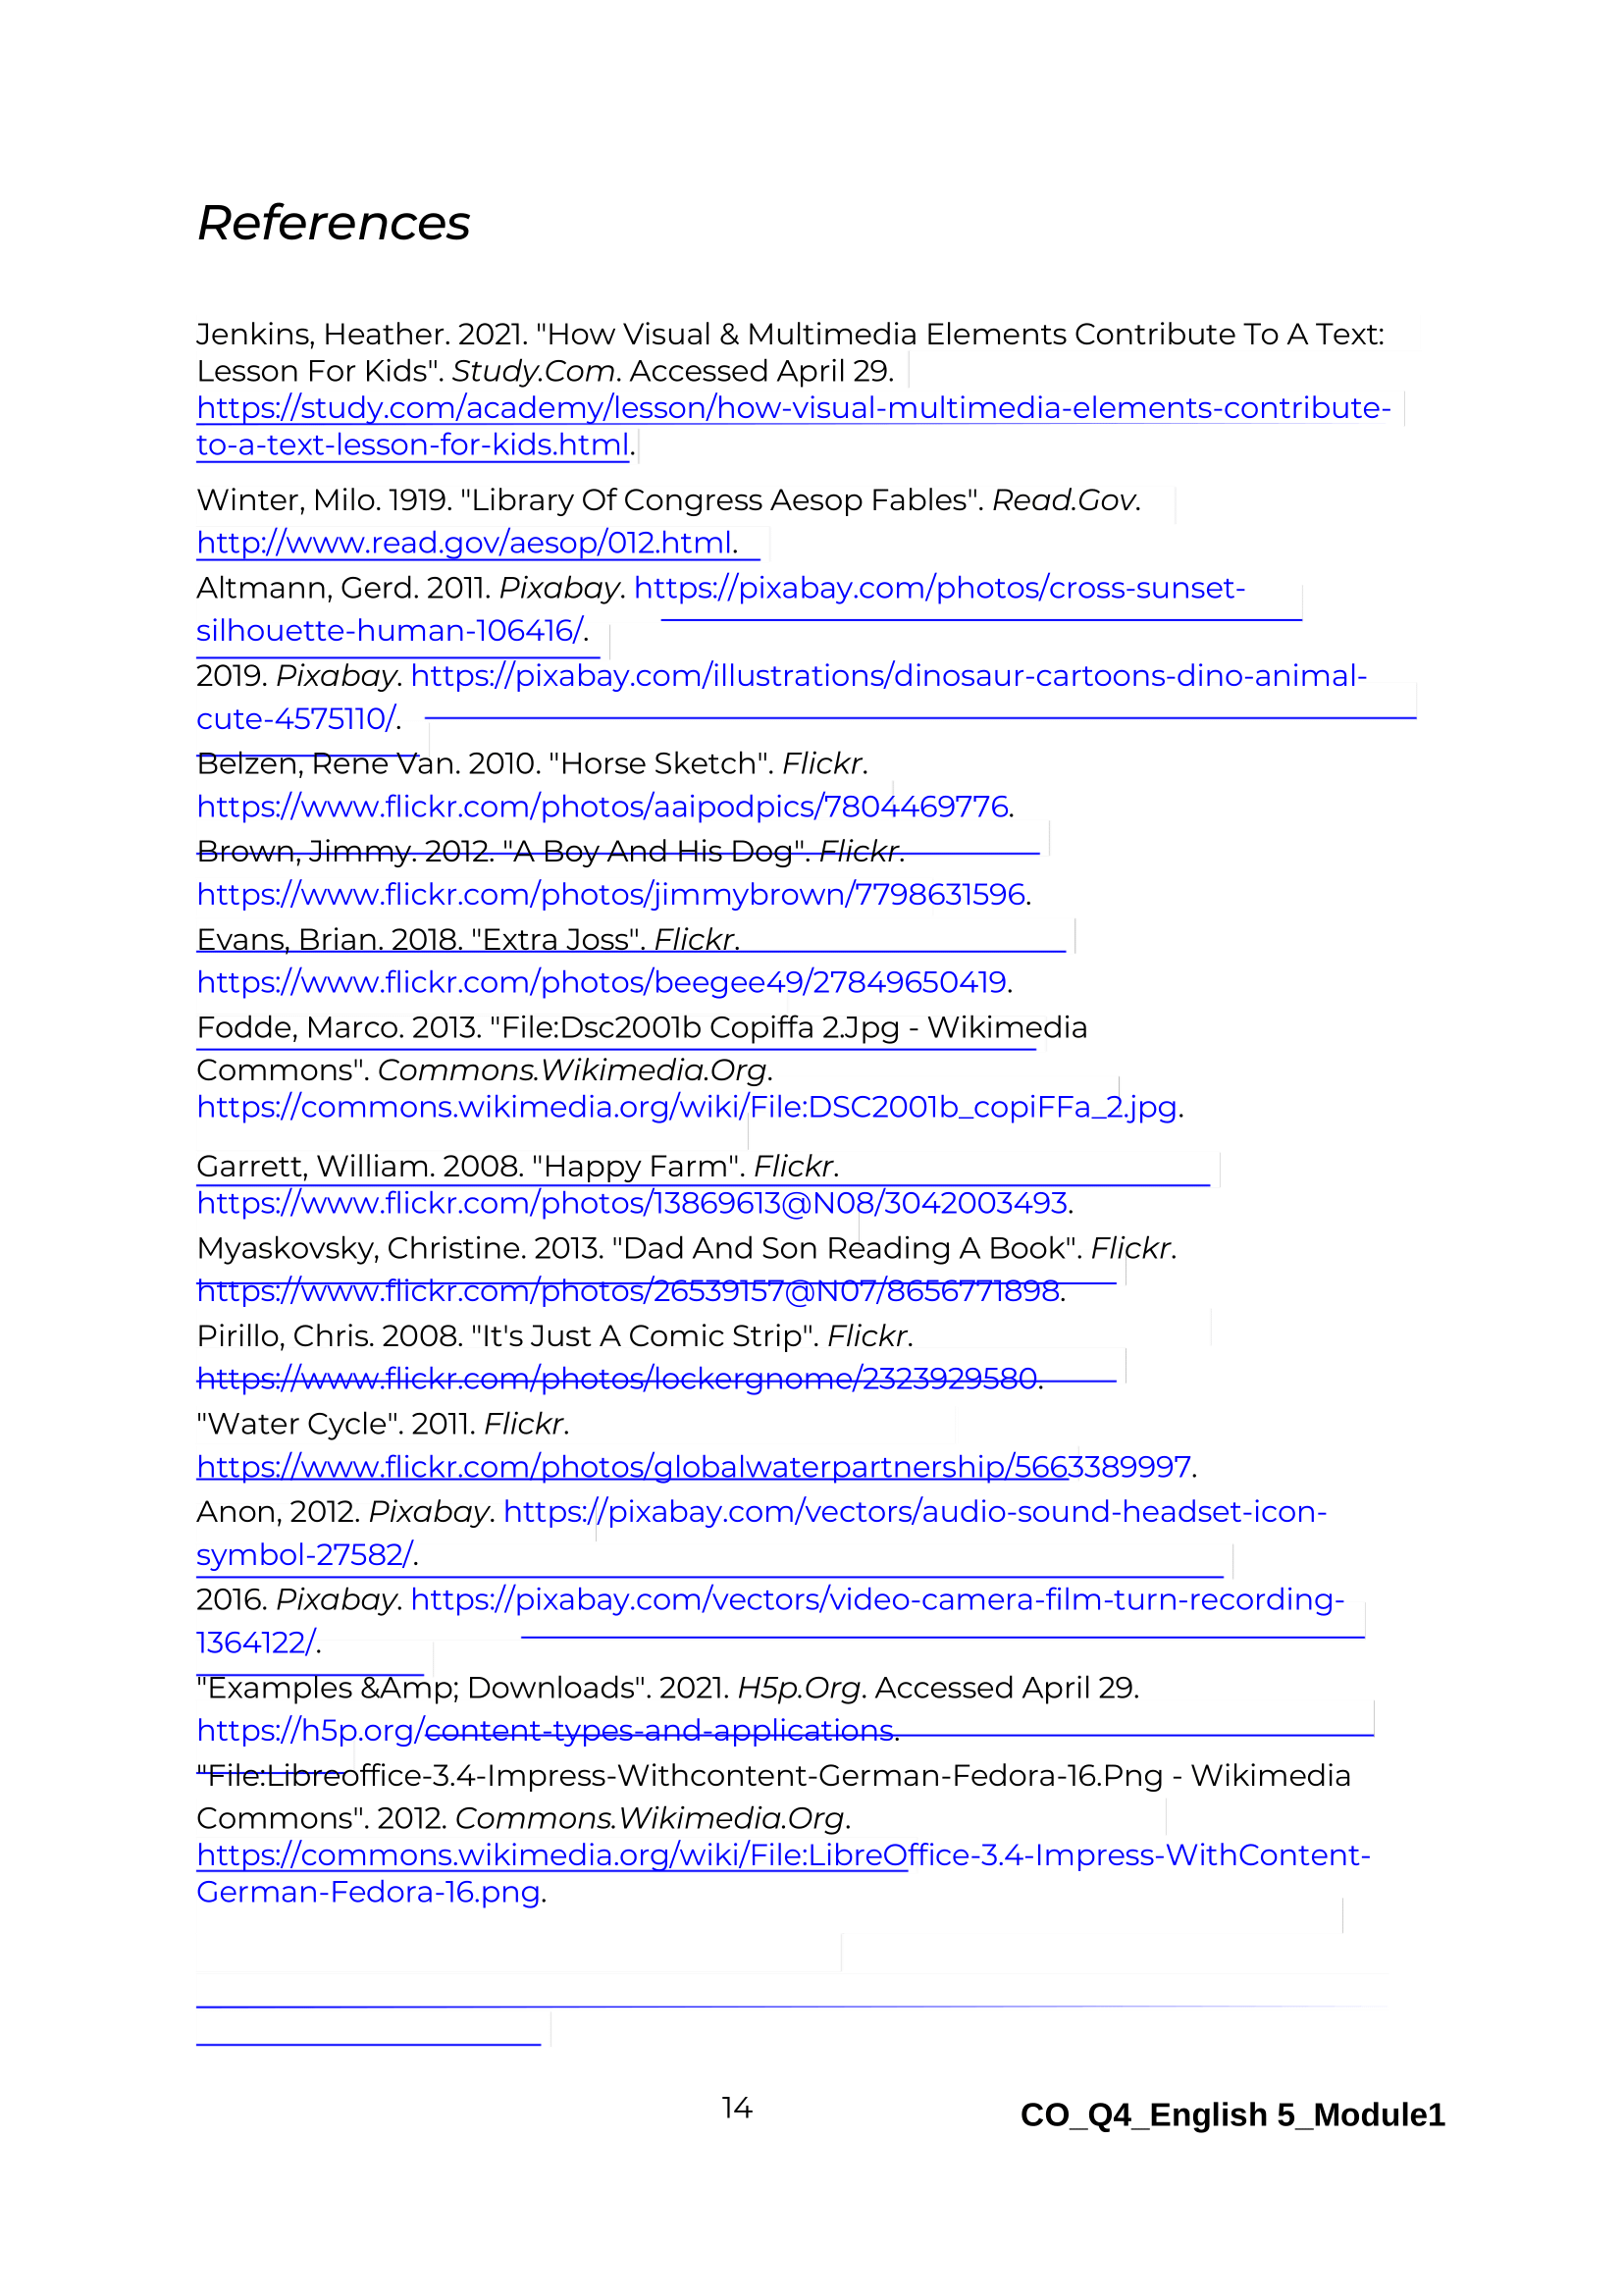 References
Jenkins, Heather. 2021. "How Visual & Multimedia Elements Contribute To A Text:
Lesson For Kids". Study.Com. Accessed April 29.
https://study.com/academy/lesson/how-visual-multimedia-elements-contribute-
to-a-text-lesson-for-kids.html.
Winter, Milo. 1919. "Library Of Congress Aesop Fables". Read.Gov.
http://www.read.gov/aesop/012.html.
Altmann, Gerd. 2011. Pixabay. https://pixabay.com/photos/cross-sunset-
silhouette-human-106416/.
2019. Pixabay. https://pixabay.com/illustrations/dinosaur-cartoons-dino-animal-
cute-4575110/.
Belzen, Rene Van. 2010. "Horse Sketch". Flickr.
https://www.flickr.com/photos/aaipodpics/7804469776.
Brown, Jimmy. 2012. "A Boy And His Dog". Flickr.
https://www.flickr.com/photos/jimmybrown/7798631596.
Evans, Brian. 2018. "Extra Joss". Flickr.
https://www.flickr.com/photos/beegee49/27849650419.
Fodde, Marco. 2013. "File:Dsc2001b Copiffa 2.Jpg - Wikimedia
Commons". Commons.Wikimedia.Org.
https://commons.wikimedia.org/wiki/File:DSC2001b_copiFFa_2.jpg.
Garrett, William. 2008. "Happy Farm". Flickr.
https://www.flickr.com/photos/13869613@N08/3042003493.
Myaskovsky, Christine. 2013. "Dad And Son Reading A Book". Flickr.
https://www.flickr.com/photos/26539157@N07/8656771898.
Pirillo, Chris. 2008. "It's Just A Comic Strip". Flickr.
https://www.flickr.com/photos/lockergnome/2323929580.
"Water Cycle". 2011. Flickr.
https://www.flickr.com/photos/globalwaterpartnership/5663389997.
Anon, 2012. Pixabay. https://pixabay.com/vectors/audio-sound-headset-icon-
symbol-27582/.
2016. Pixabay. https://pixabay.com/vectors/video-camera-film-turn-recording-
1364122/.
"Examples &Amp; Downloads". 2021. H5p.Org. Accessed April 29.
https://h5p.org/content-types-and-applications.
"File:Libreoffice-3.4-Impress-Withcontent-German-Fedora-16.Png - Wikimedia
Commons". 2012. Commons.Wikimedia.Org.
https://commons.wikimedia.org/wiki/File:LibreOffice-3.4-Impress-WithContent-
German-Fedora-16.png.
14
CO_Q4_English 5_Module1